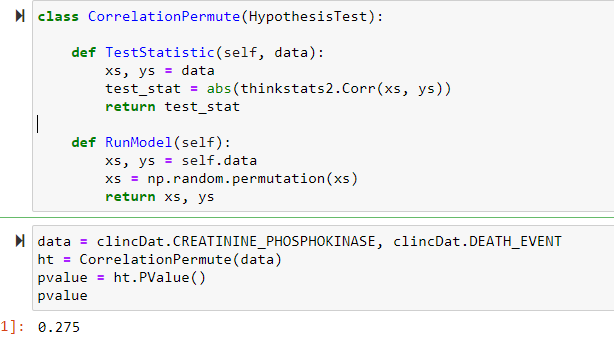 class CorrelationPermute(HypothesisTest):
def TestStatistic(self, data):
xs, ys = data
test_stat = abs(thinkstats2.Corr(xs, ys))
return test_stat
def RunModel(self):
xs, ys = self.data
xs = np.random.permutation(xs)
return xs, ys
data = clincDat.CREATININE_PHOSPHOKINASE, clincDat.DEATH_EVENT
ht = CorrelationPermute(data)
pvalue = ht.PValue()
pvalue
1]: 0.275